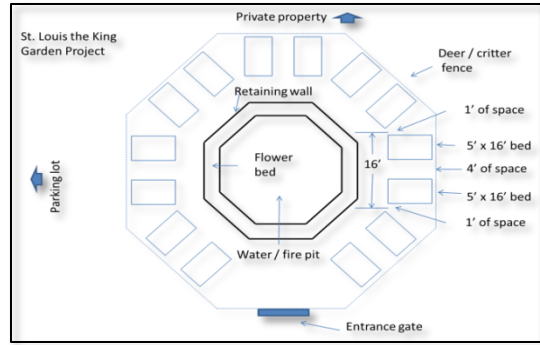 St. Louis the King
Garden Project
Private property
Deer / critter
fence
Retaining wall
1' of space
5' x 16' bed
16'
Flower
bed
4' of space
5' x 16' bed
Parking lot
1' of space
Water / fire pit
Entrance gate